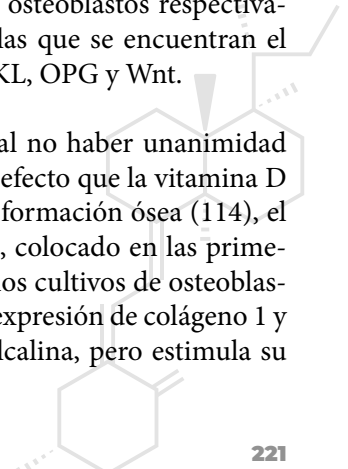 osteoblastos respectiva-
las que se encuentran el
KL, OPG y Wnt.
al no haber unanimidad
efecto que la vitamina D
formación ósea (114), el
, colocado en las prime-
los cultivos de osteoblas-
expresión de colágeno 1 y
lcalina, pero estimula su
221